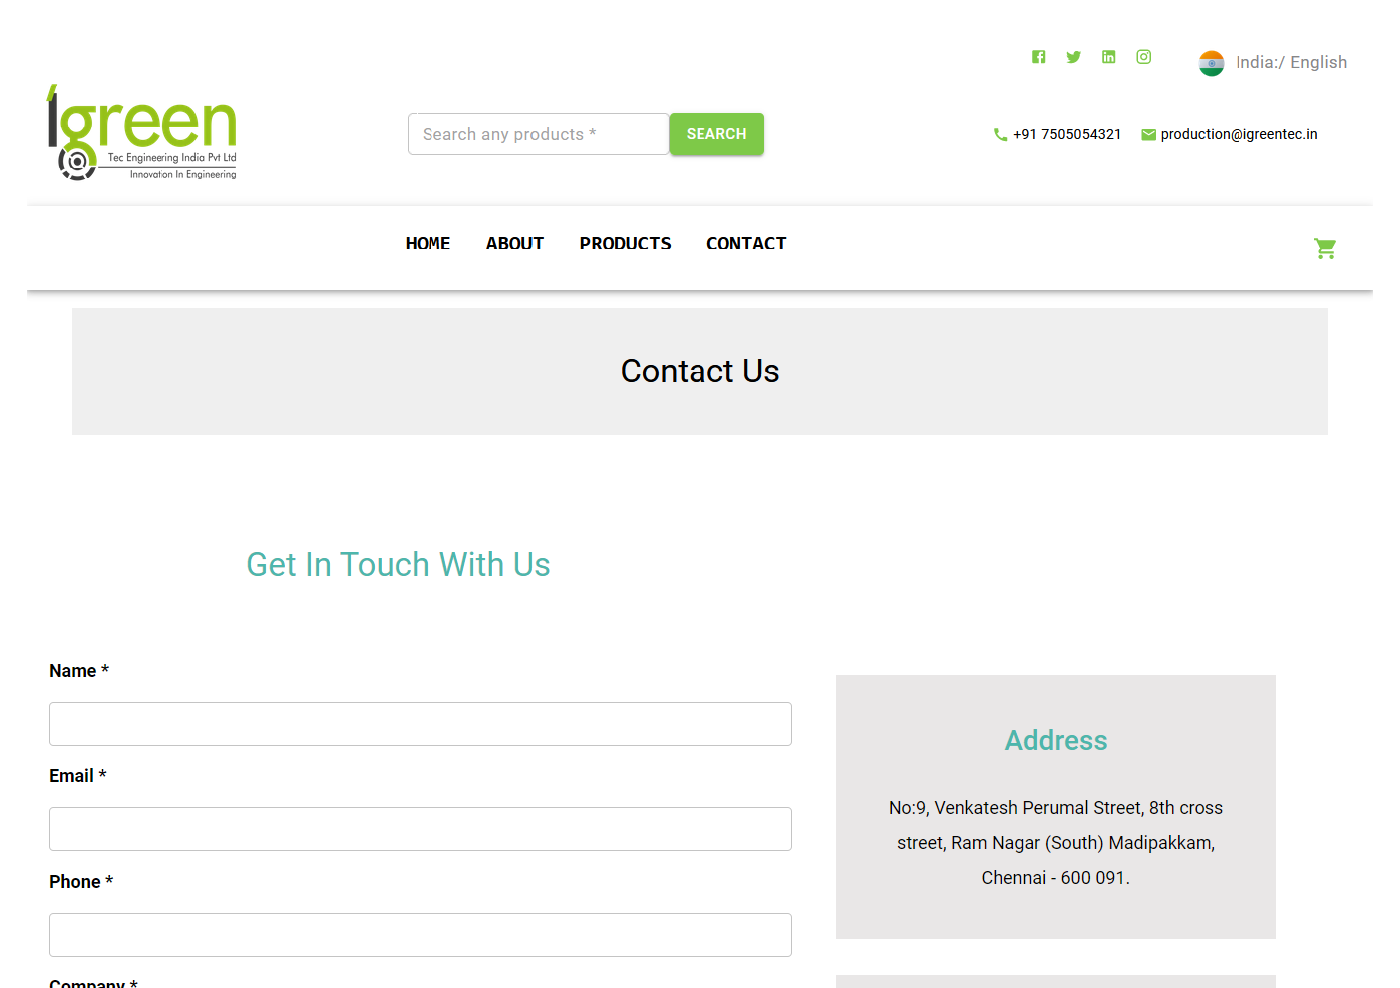 India:/ English
Igreen
Tec Engineering India Pvt Ltd
Innovation In Engineering
Search any products *
SEARCH
+91 7505054321
production@igreentec.in
HOME
ABOUT
PRODUCTS
CONTACT
Contact Us
Get In Touch With Us
Name *
Email *
Phone *
Company *
Address
No:9, Venkatesh Perumal Street, 8th cross
street, Ram Nagar (South) Madipakkam,
Chennai - 600 091.